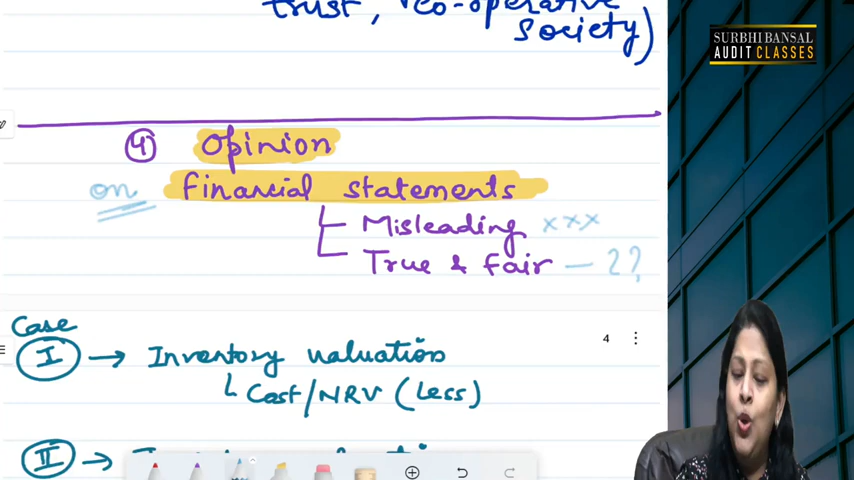 trust, co-operative
society)
SURBHI BANSAL
AUDIT CLASSES
④ Opinion
on financial statements
Misleading xxx
True & fair — ??
Case
I → Inventory valuation
Cost/NRV (less)
4
II →